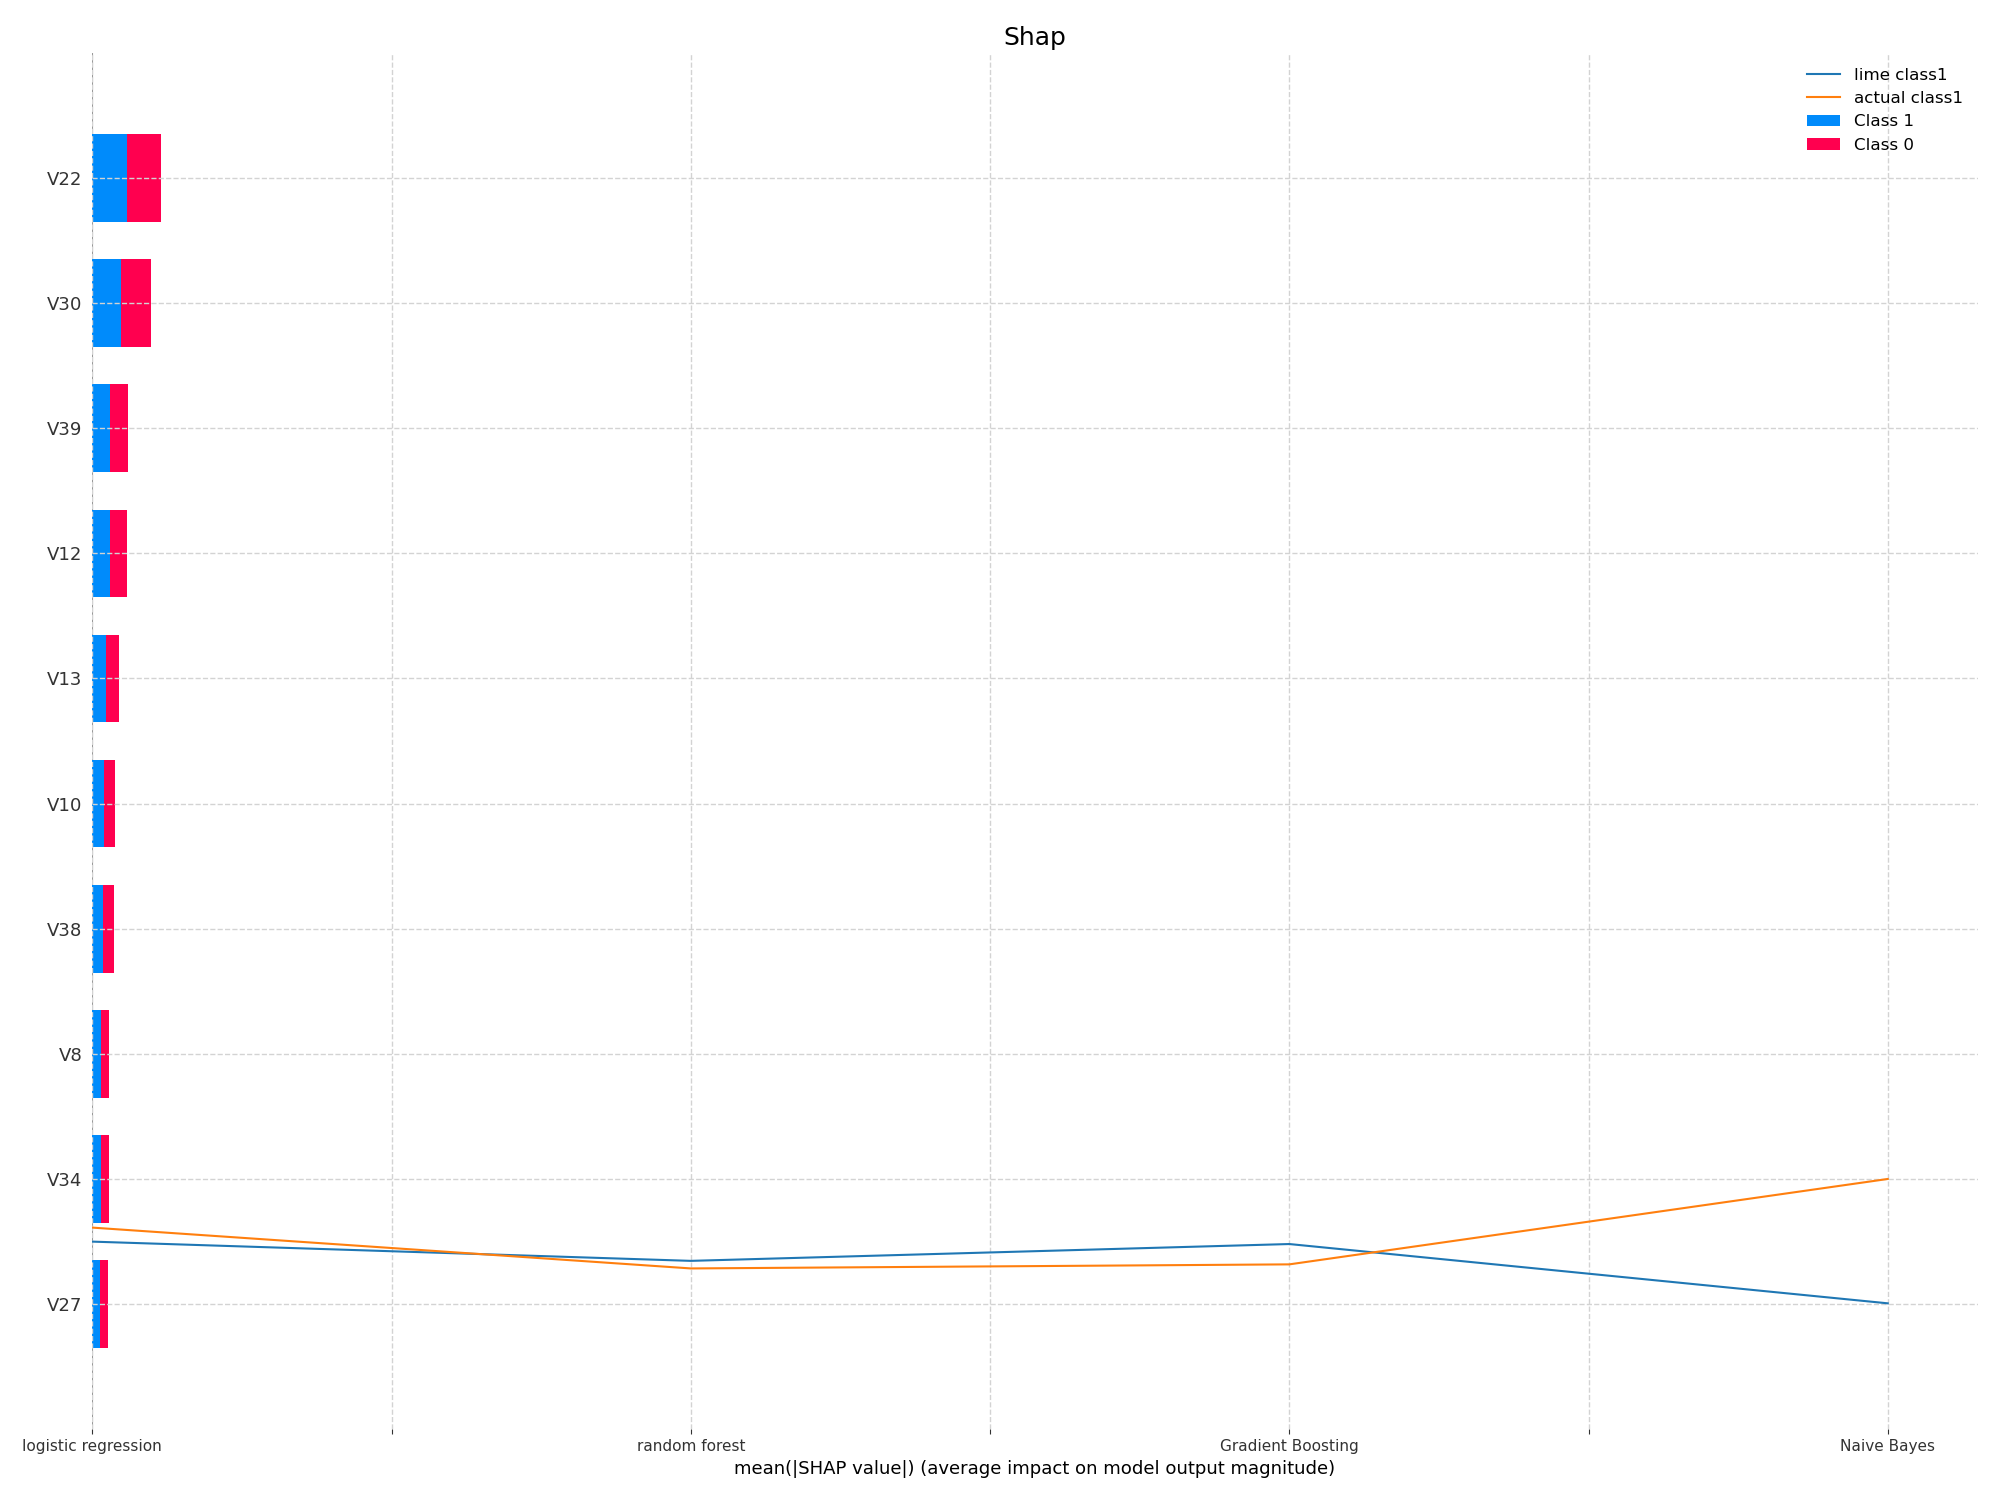 Shap
lime class1
actual class1
Class 1
Class 0
V22
V30
V39
V12
V13
V10
V38
V8
V34
V27
logistic regression
random forest
Gradient Boosting
Naive Bayes
mean(|SHAP value|) (average impact on model output magnitude)